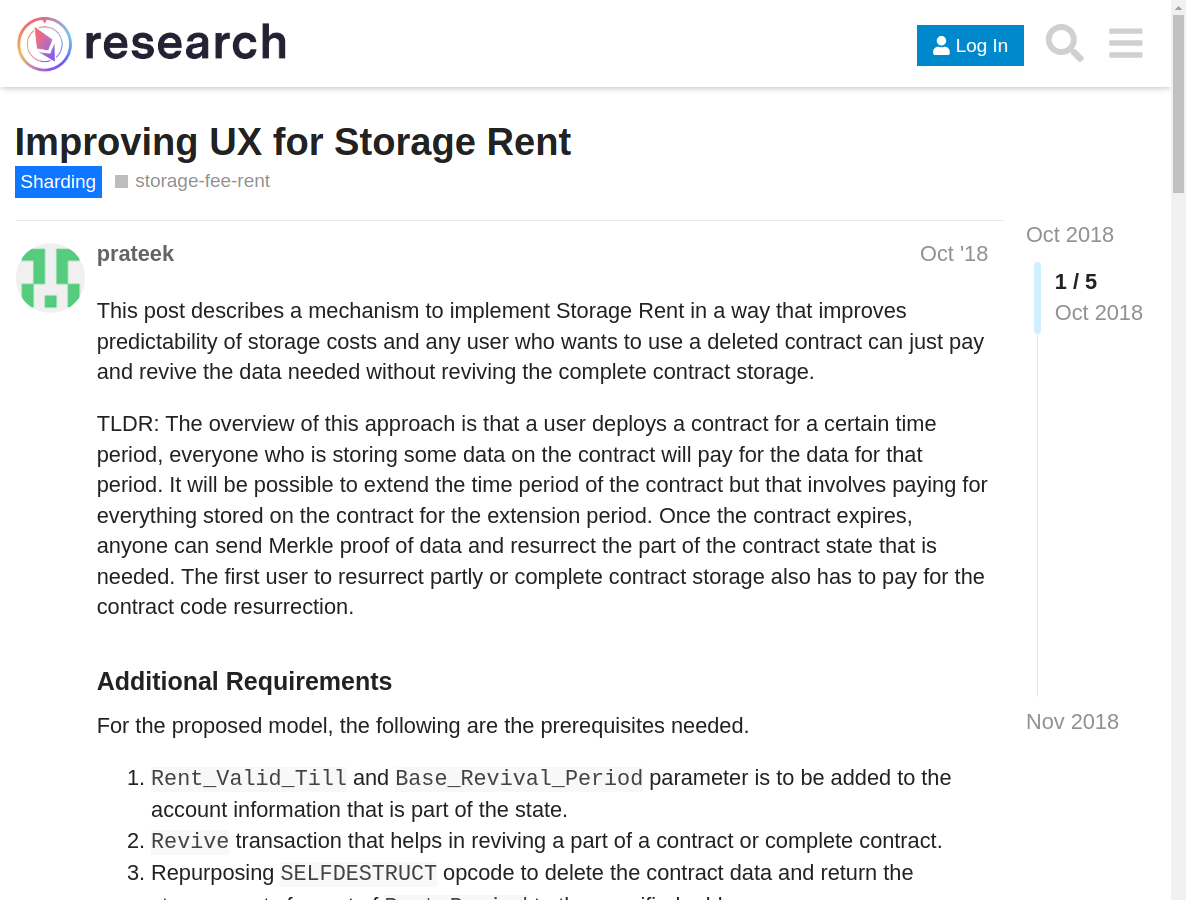 research
Log In
Improving UX for Storage Rent
Sharding
storage-fee-rent
prateek
Oct '18
Oct 2018
1 / 5
Oct 2018
This post describes a mechanism to implement Storage Rent in a way that improves
predictability of storage costs and any user who wants to use a deleted contract can just pay
and revive the data needed without reviving the complete contract storage.
TLDR: The overview of this approach is that a user deploys a contract for a certain time
period, everyone who is storing some data on the contract will pay for the data for that
period. It will be possible to extend the time period of the contract but that involves paying for
everything stored on the contract for the extension period. Once the contract expires,
anyone can send Merkle proof of data and resurrect the part of the contract state that is
needed. The first user to resurrect partly or complete contract storage also has to pay for the
contract code resurrection.
Additional Requirements
For the proposed model, the following are the prerequisites needed.
Nov 2018
1. Rent_Valid_Till and Base_Revival_Period parameter is to be added to the
account information that is part of the state.
2. Revive transaction that helps in reviving a part of a contract or complete contract.
3. Repurposing SELFDESTRUCT opcode to delete the contract data and return the